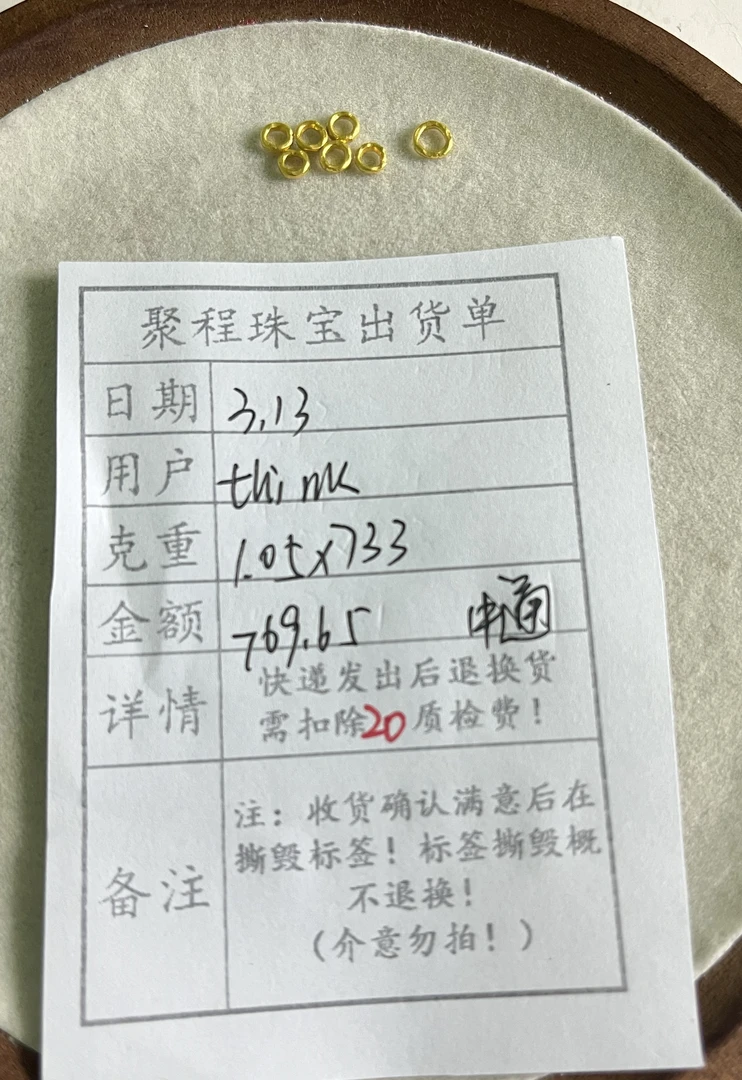 聚程珠宝出货单
日期 3.13
用户 think
克重 1.05x733
金额 769.65 中通
详情 快递发出后退换货
需扣除20质检费！
备注 注：收货确认满意后在
撕毁标签！标签撕毁概
不退换！
（介意勿拍！）